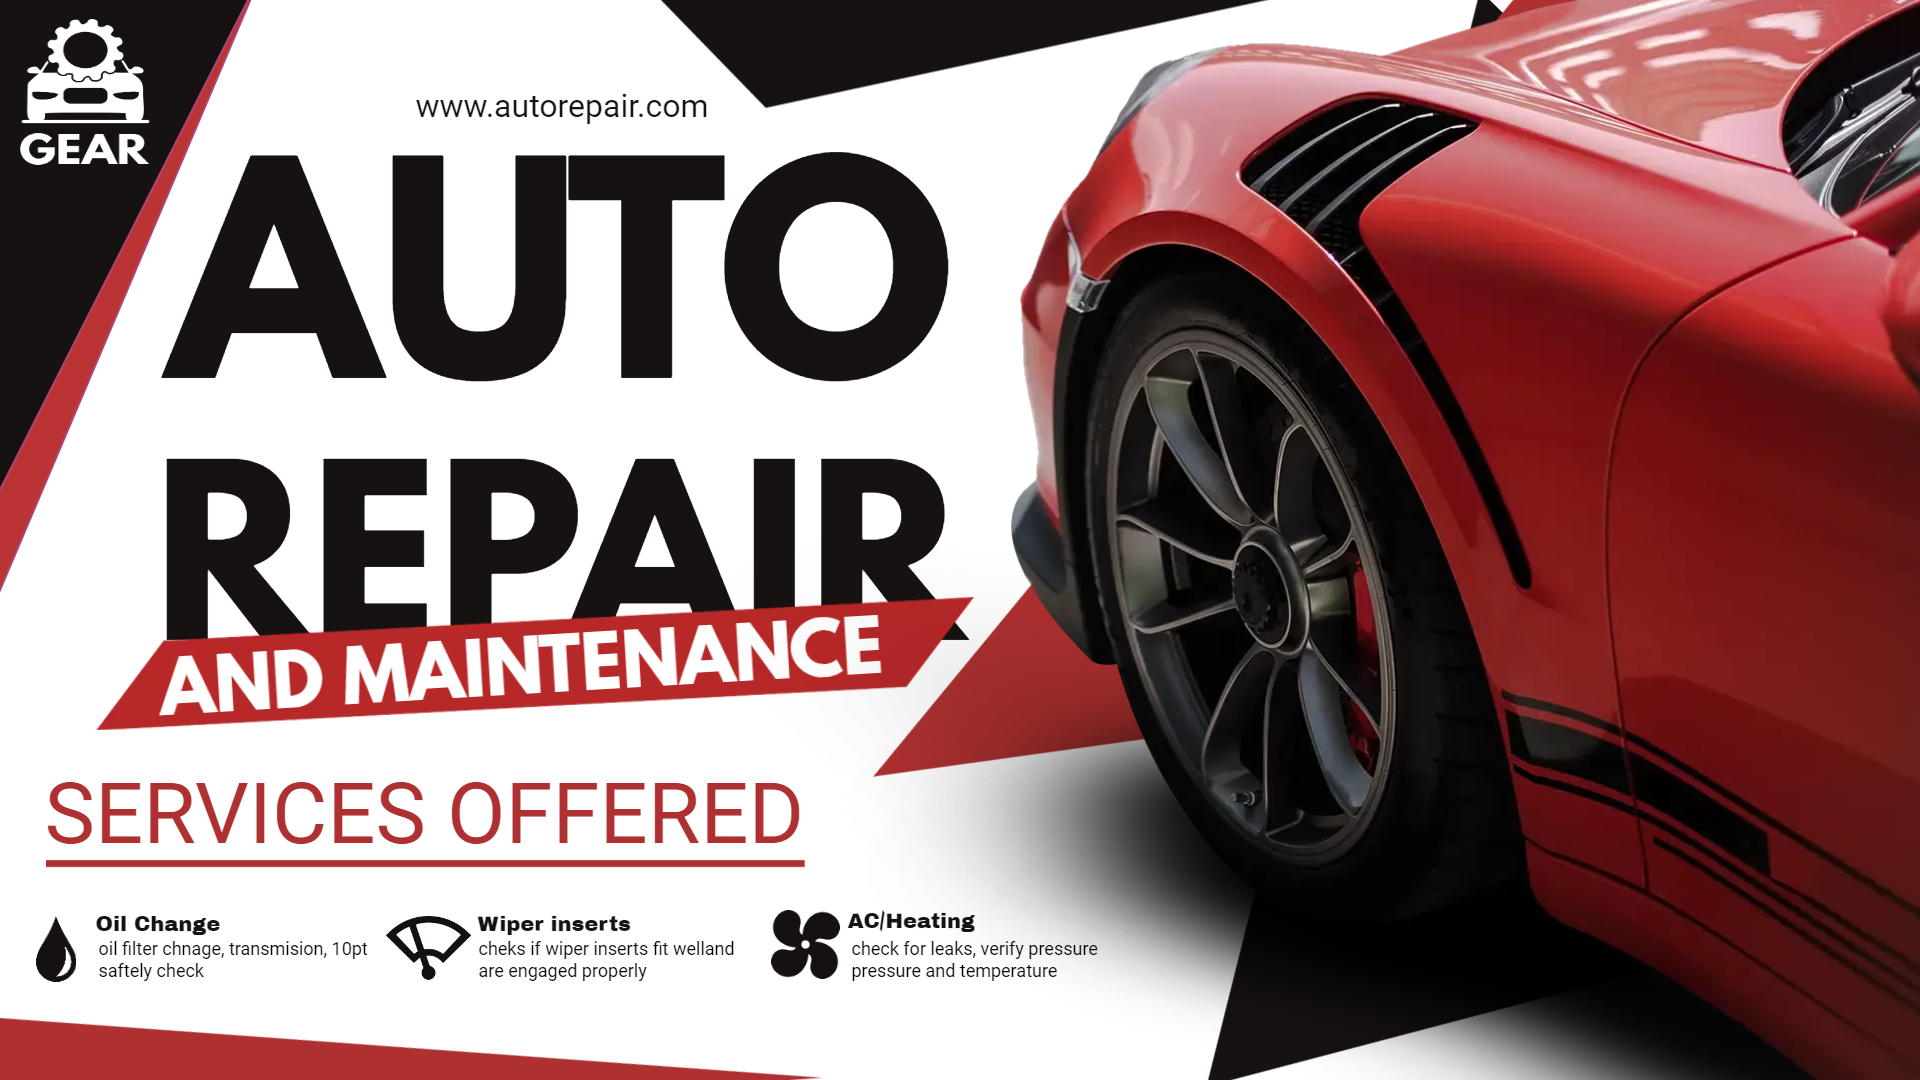 GEAR
www.autorepair.com
AUTO
REPAIR
AND MAINTENANCE
SERVICES OFFERED
Oil Change
oil filter chnage, transmision, 10pt
saftely check
Wiper inserts
cheks if wiper inserts fit welland
are engaged properly
AC/Heating
check for leaks, verify pressure
pressure and temperature